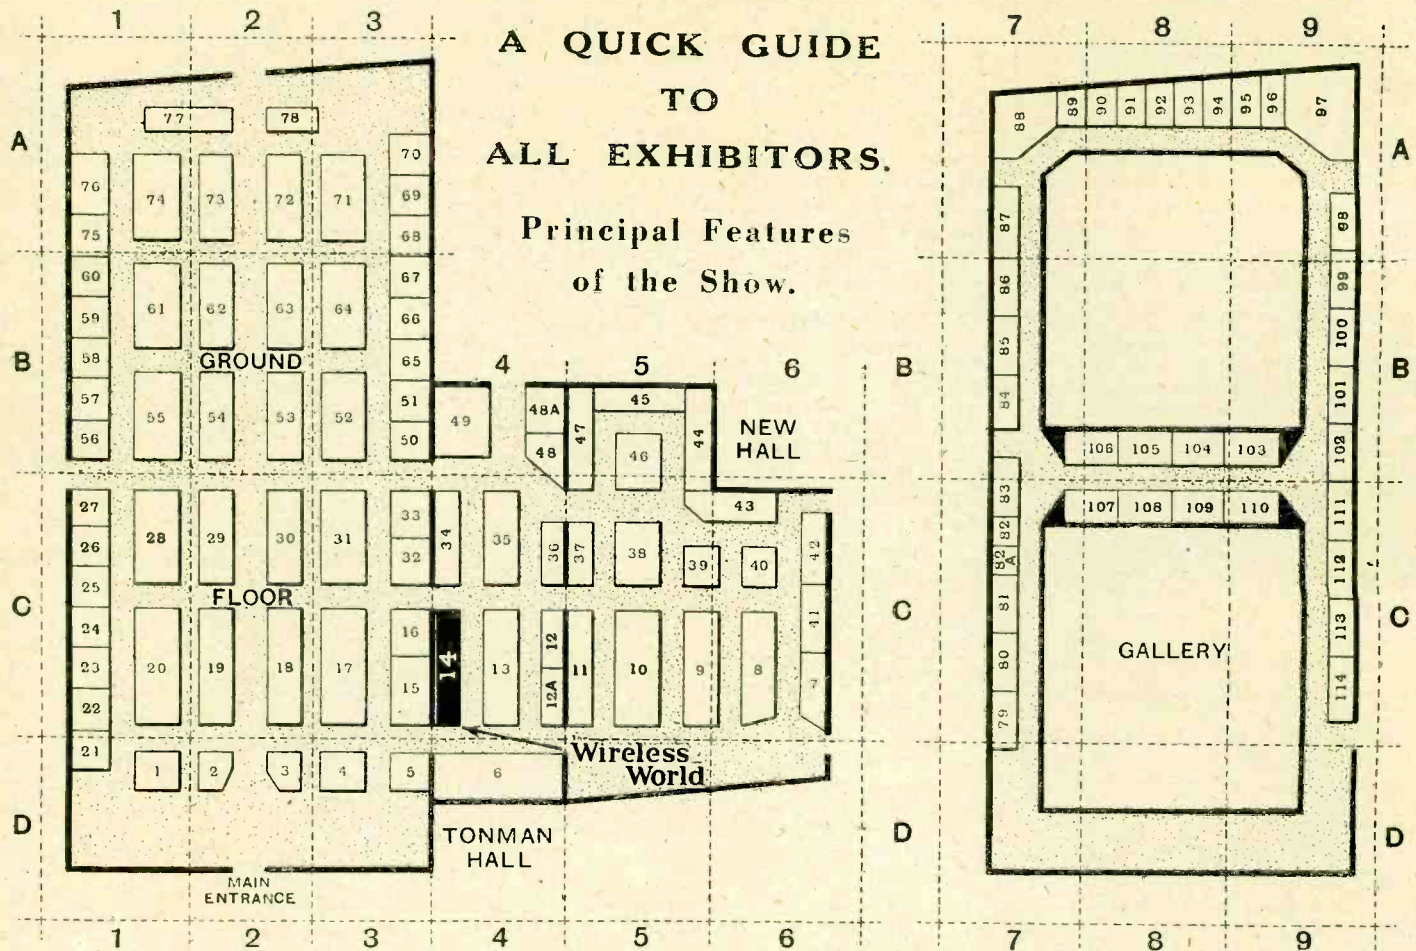 1 2 3
A QUICK GUIDE
TO
ALL EXHIBITORS.
Principal Features
of the Show.
7 8 9
A
77 78
70
76 74 73 72 71 69
75 68
60 67
61 62 63 64
59 66
GROUND
B
58 65
57 55 54 53 52 51
56 50
4 5 6
B
49 48A 47 45 44
48 46
NEW
HALL
43
27 33
28 29 30 31 34 35 36 37 38 39 40 42
26 32
25
FLOOR
C
24 16 12 41
23 20 19 18 17 14 13 11 10 9 8
22 15 12A 7
21
1 2 3 4 5 6
Wireless
World
D
TONMAN
HALL
MAIN
ENTRANCE
1 2 3 4 5 6
A
88 89 90 91 92 93 94 95 96 97
87 98
86 99
85 100
B
84 101
106 105 104 103 102
83 107 108 109 110 111
82
82A 112
C
81 113
GALLERY
80 114
79
C
D
D
7 8 9